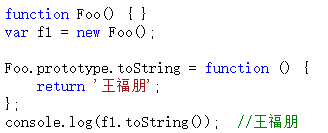 function Foo() { }
var f1 = new Foo();
Foo.prototype.toString = function () {
    return '王福朋';
};
console.log(f1.toString());  //王福朋